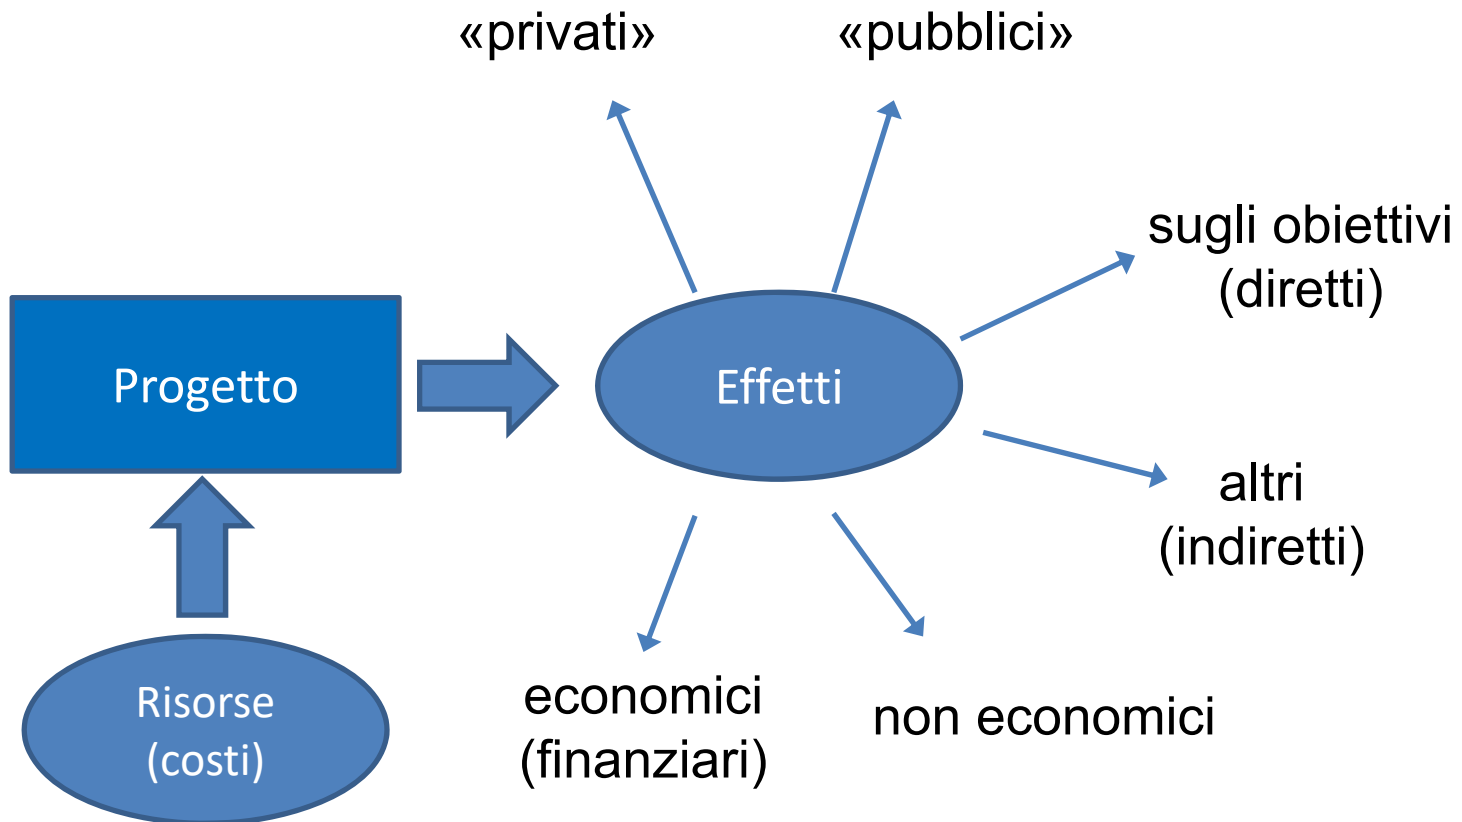 «privati»
«pubblici»
sugli obiettivi
(diretti)
Progetto
Effetti
altri
(indiretti)
Risorse
(costi)
economici
(finanziari)
non economici